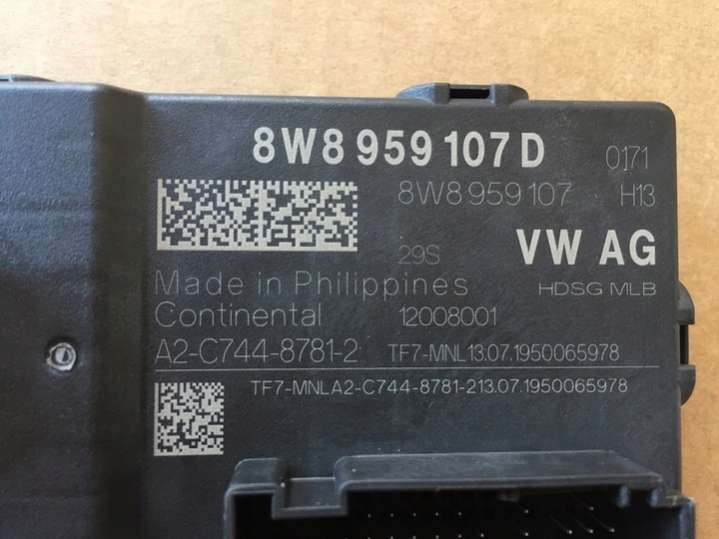 8W8 959 107 D 0171
8W8 959 107 H13
29S VW AG
Made in Philippines HDSG MLB
Continental 12008001
A2-C744-8781-2 TF7-MNL13.07.1950065978
TF7-MNLA2-C744-8781-213.07.1950065978